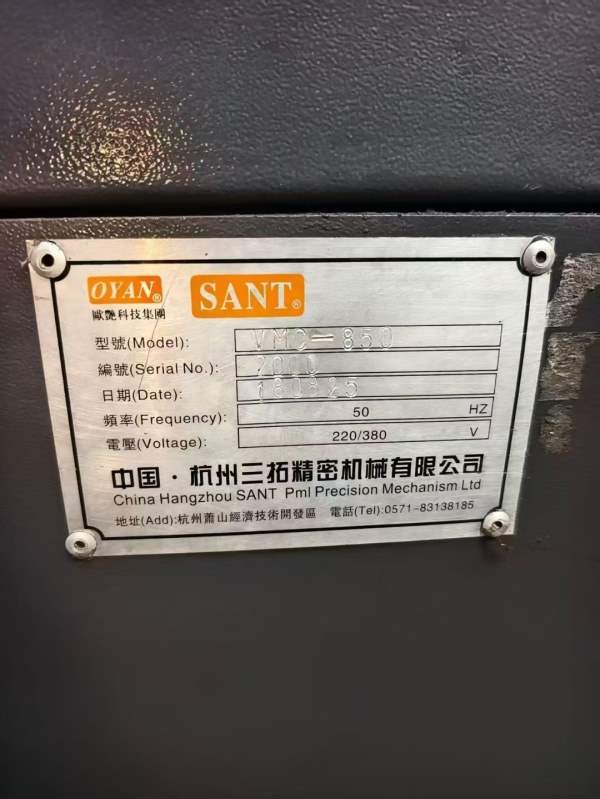 OYAN® SANT®
歐艷科技集團
型號(Model): VMC-850
編號(Serial No.):
日期(Date):
頻率(Frequency): 50 HZ
電壓(Voltage): 220/380 V
中国·杭州三拓精密机械有限公司
China Hangzhou SANT Pml Precision Mechanism Ltd
地址(Add):杭州蕭山經濟技術開發區 電話(Tel):0571-83138185